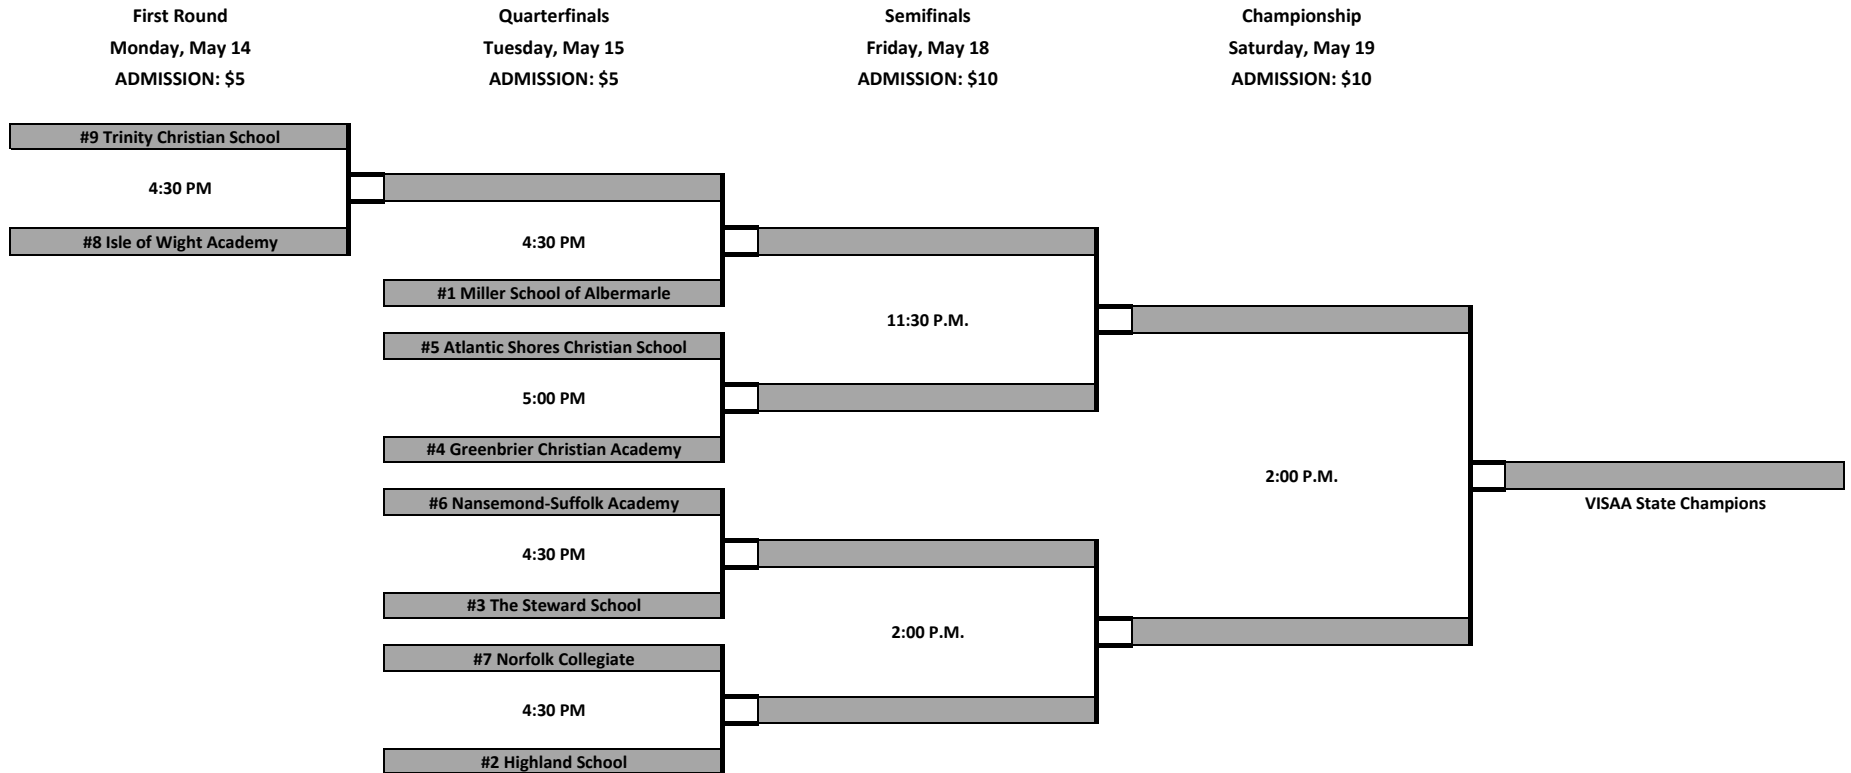 First Round
Monday, May 14
ADMISSION: $5
Quarterfinals
Tuesday, May 15
ADMISSION: $5
Semifinals
Friday, May 18
ADMISSION: $10
Championship
Saturday, May 19
ADMISSION: $10
#9 Trinity Christian School
4:30 PM
#8 Isle of Wight Academy
4:30 PM
#1 Miller School of Albermarle
#5 Atlantic Shores Christian School
5:00 PM
#4 Greenbrier Christian Academy
#6 Nansemond-Suffolk Academy
4:30 PM
#3 The Steward School
#7 Norfolk Collegiate
4:30 PM
#2 Highland School
11:30 P.M.
2:00 P.M.
2:00 P.M.
VISAA State Champions